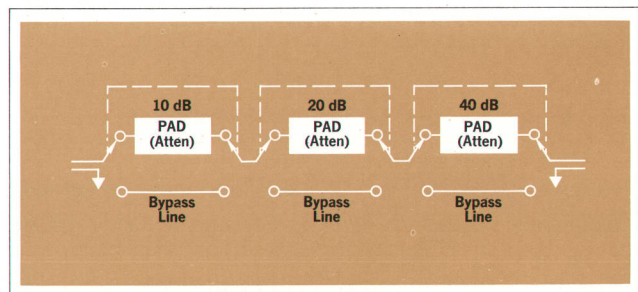 10 dB 20 dB 40 dB
PAD PAD PAD
(Atten) (Atten) (Atten)
Bypass Bypass Bypass
Line Line Line